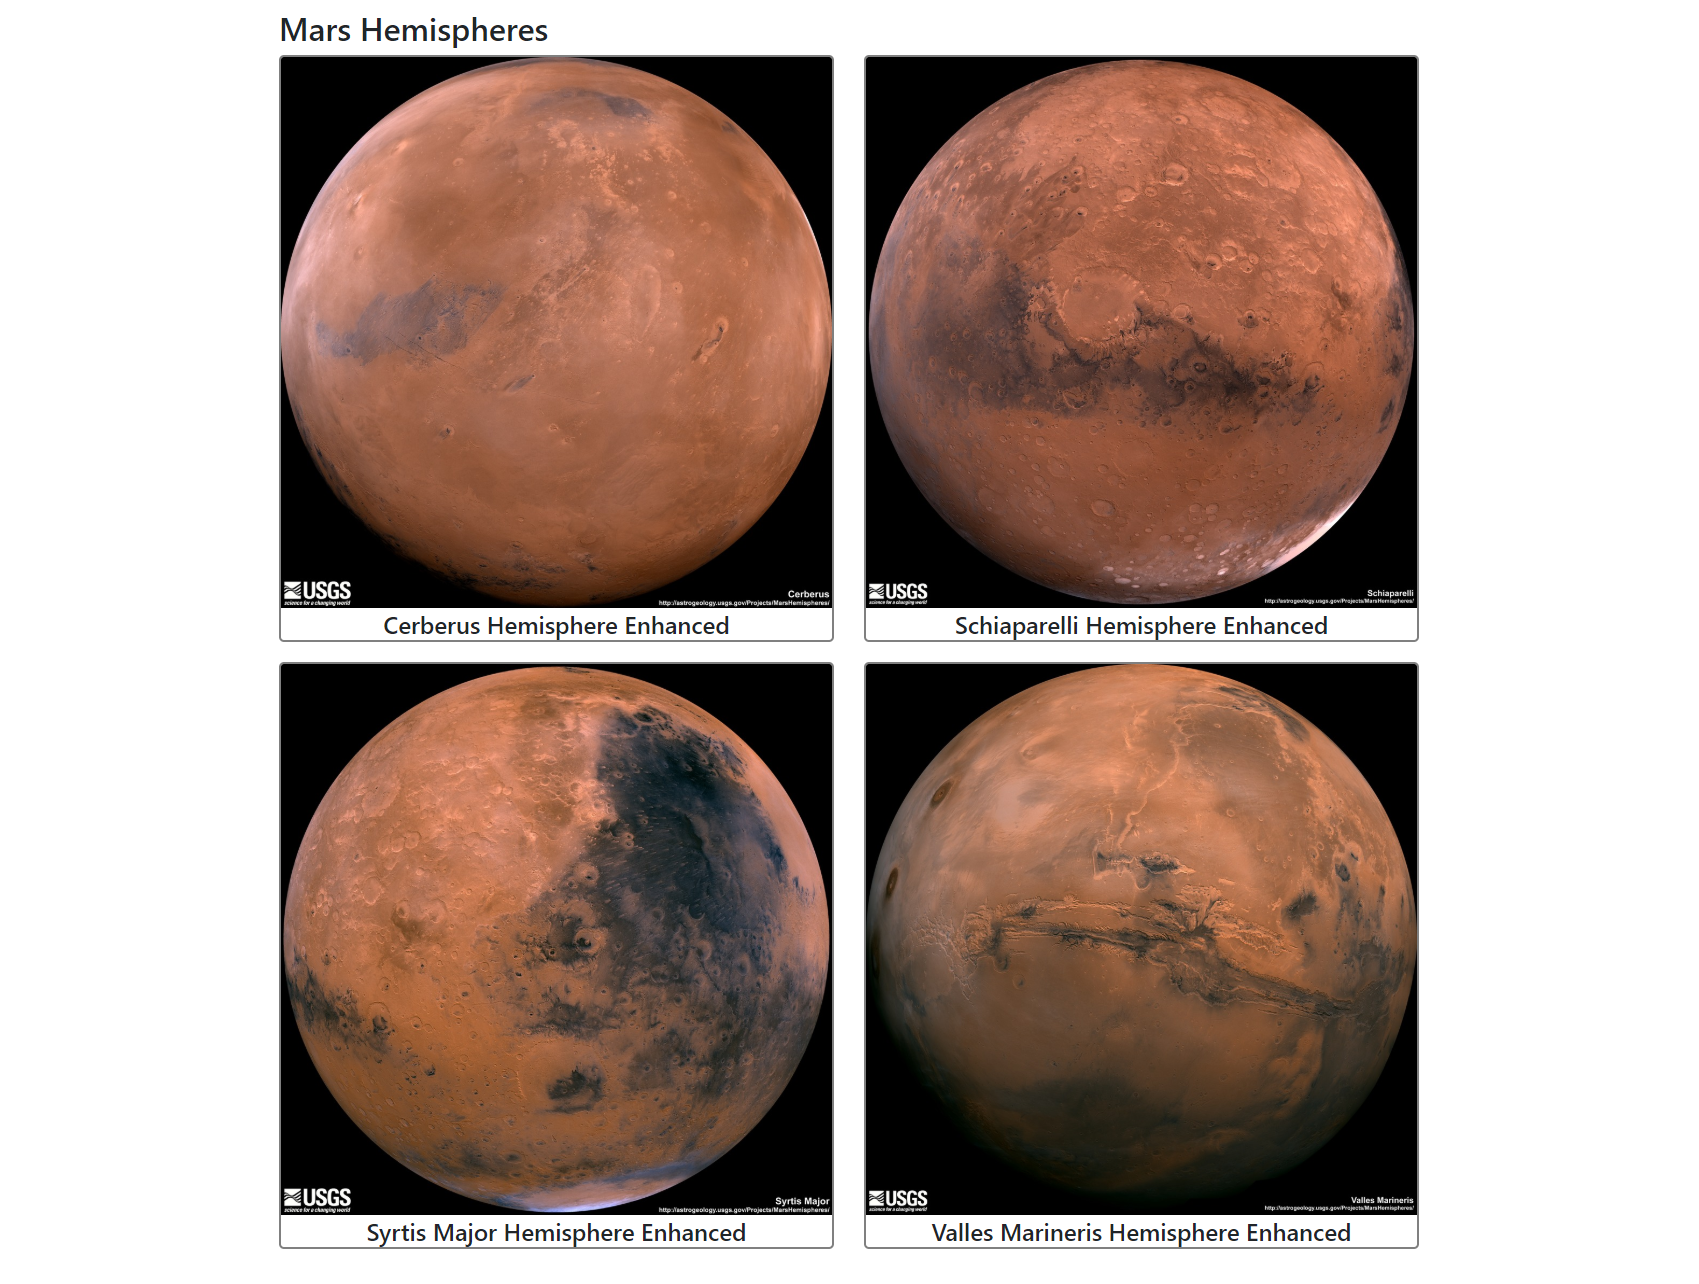 Mars Hemispheres
USGS
science for a changing world
Cerberus
http://astrogeology.usgs.gov/Projects/MarsHemispheres/
Cerberus Hemisphere Enhanced
USGS
science for a changing world
Schiaparelli
http://astrogeology.usgs.gov/Projects/MarsHemispheres/
Schiaparelli Hemisphere Enhanced
USGS
science for a changing world
Syrtis Major
http://astrogeology.usgs.gov/Projects/MarsHemispheres/
Syrtis Major Hemisphere Enhanced
USGS
science for a changing world
Valles Marineris
http://astrogeology.usgs.gov/Projects/MarsHemispheres/
Valles Marineris Hemisphere Enhanced